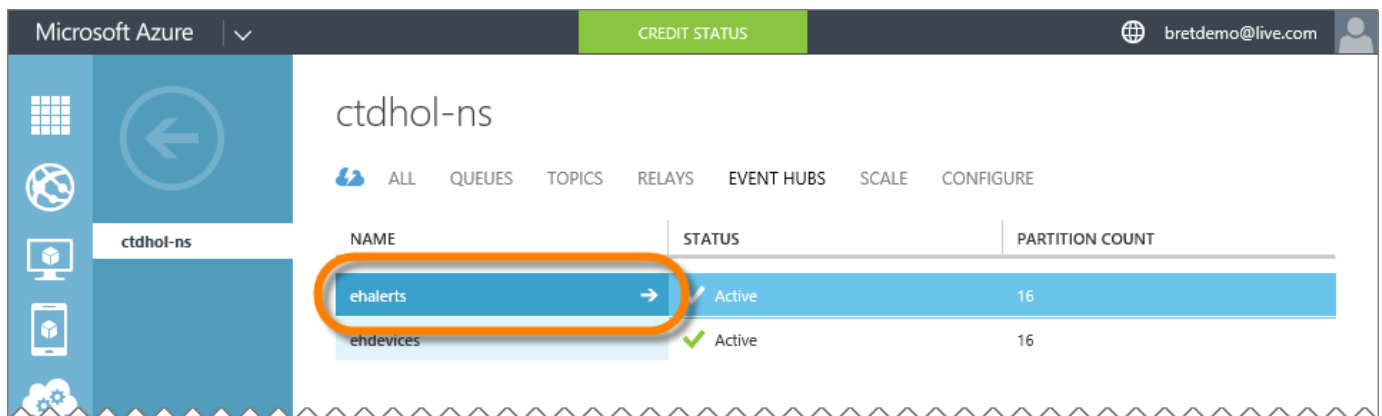 Microsoft Azure CREDIT STATUS bretdemo@live.com
ctdhol-ns
ALL QUEUES TOPICS RELAYS EVENT HUBS SCALE CONFIGURE
ctdhol-ns NAME STATUS PARTITION COUNT
ehalerts Active 16
ehdevices Active 16